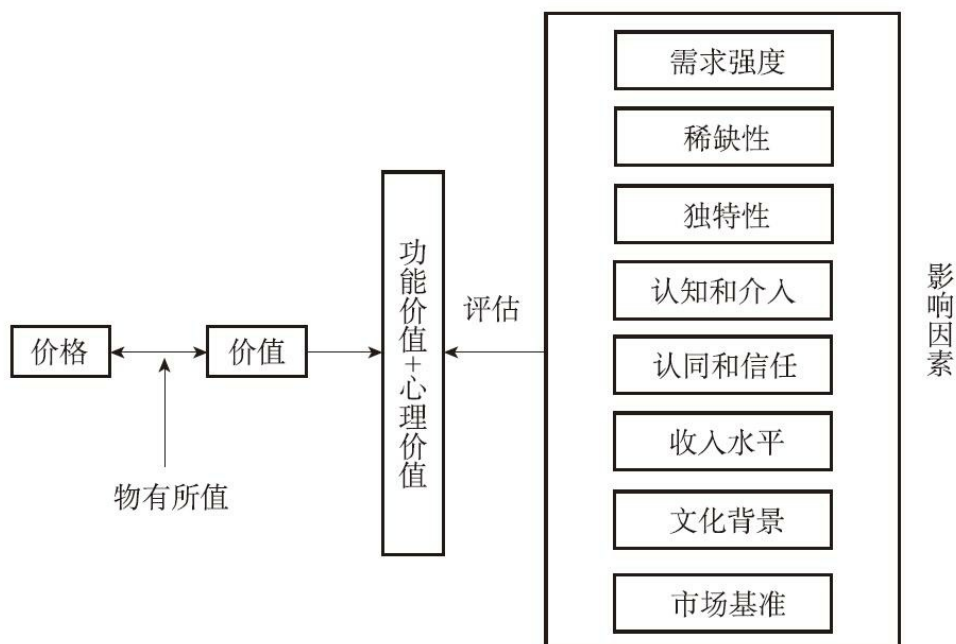 价格
价值
物有所值
功能价值+心理价值
评估
需求强度
稀缺性
独特性
认知和介入
认同和信任
收入水平
文化背景
市场基准
影响因素